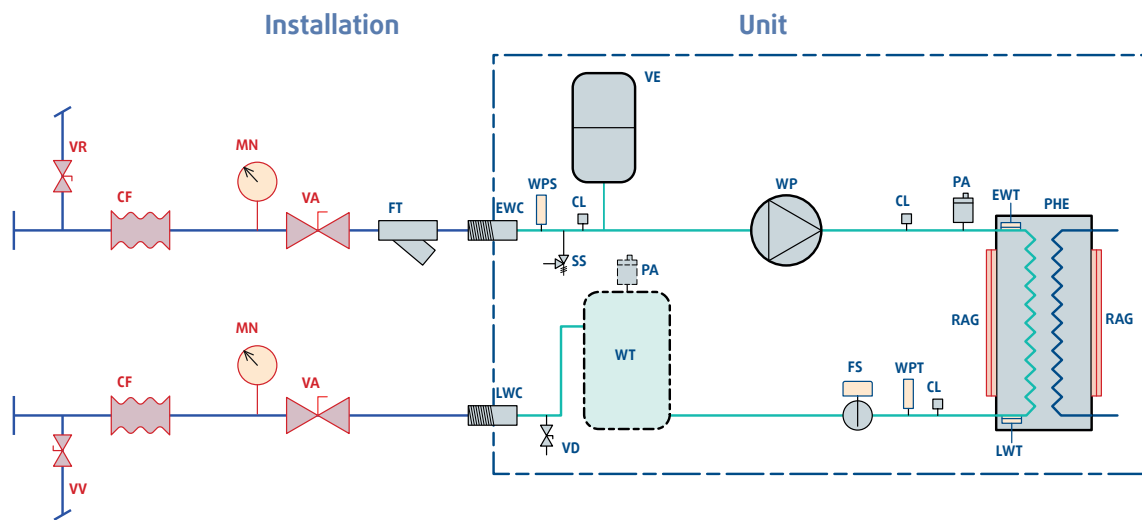 Installation Unit
VE
VR MN WPS CL WP PA EWT PHE
CF VA FT EWC CL
SS PA
MN RAG RAG
WT
CF VA LWC FS WPT CL
VD LWT
VV